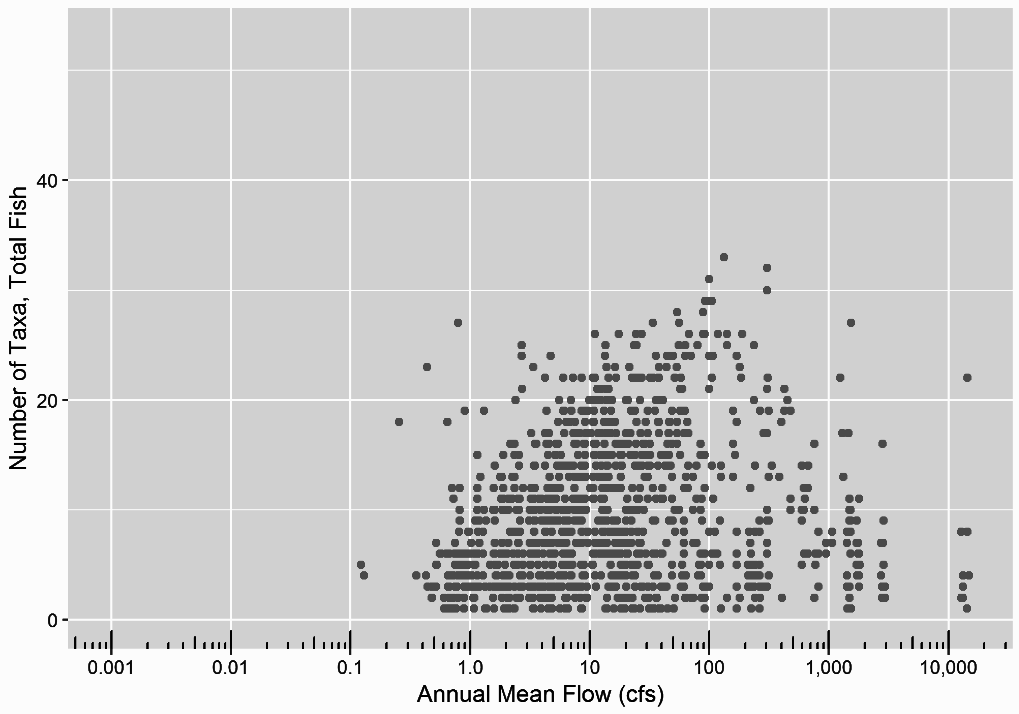 Number of Taxa, Total Fish
40
20
0
0.001 0.01 0.1 1.0 10 100 1,000 10,000
Annual Mean Flow (cfs)